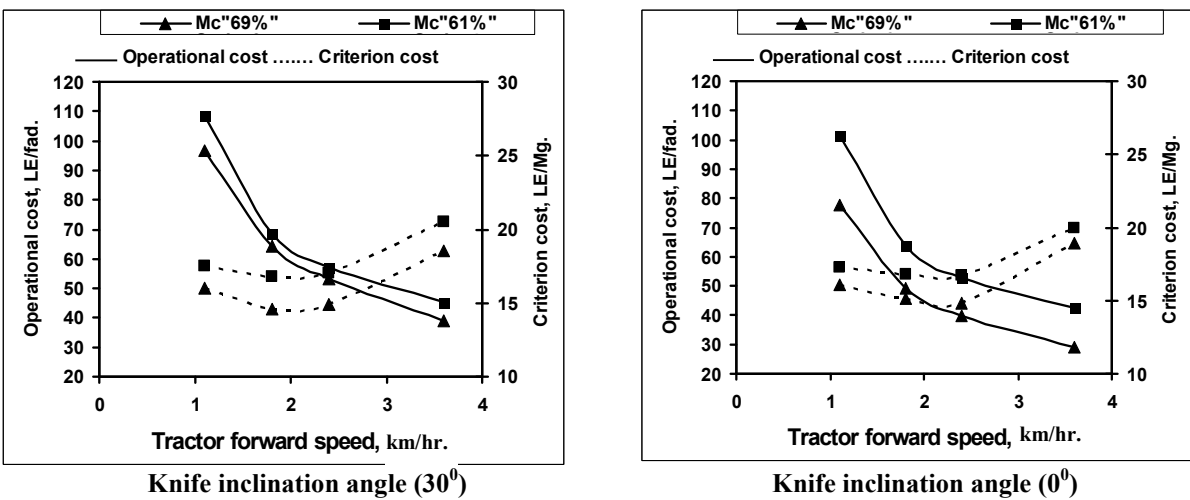 Mc"69%" Mc"61%"
Operational cost ....... Criterion cost
Operational cost, LE/fad.
120
110
100
90
80
70
60
50
40
30
20
30
25
20
15
10
Criterion cost, LE/Mg.
0 1 2 3 4
Tractor forward speed, km/hr.
Knife inclination angle (30⁰)
Mc"69%" Mc"61%"
Operational cost ....... Criterion cost
Operational cost, LE/fad.
120
110
100
90
80
70
60
50
40
30
20
30
25
20
15
10
Criterion cost, LE/Mg.
0 1 2 3 4
Tractor forward speed, km/hr.
Knife inclination angle (0⁰)